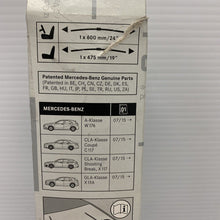 1 x 600 mm/24"
1 x 475 mm/19"
Patented Mercedes-Benz Genuine Parts
(Patented in BE, CH, CN, CZ, DE, DK, ES,
FR, GB, HU, IT, JP, PL, SE, TR, RU, US and ZA)
MERCEDES-BENZ 01
A-Klasse
W176 07/15
CLA-Klasse
Coupé
C117 07/15
CLA-Klasse
Shooting
Break, X117 07/15
GLA-Klasse
X156 07/15